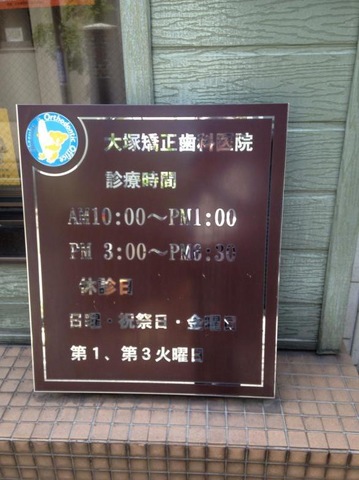 Orthodontic Office
大塚矯正歯科医院
診療時間
AM10:00～PM1:00
PM 3:00～PM6:30
休診日
日曜・祝祭日・金曜日
第1、第3火曜日